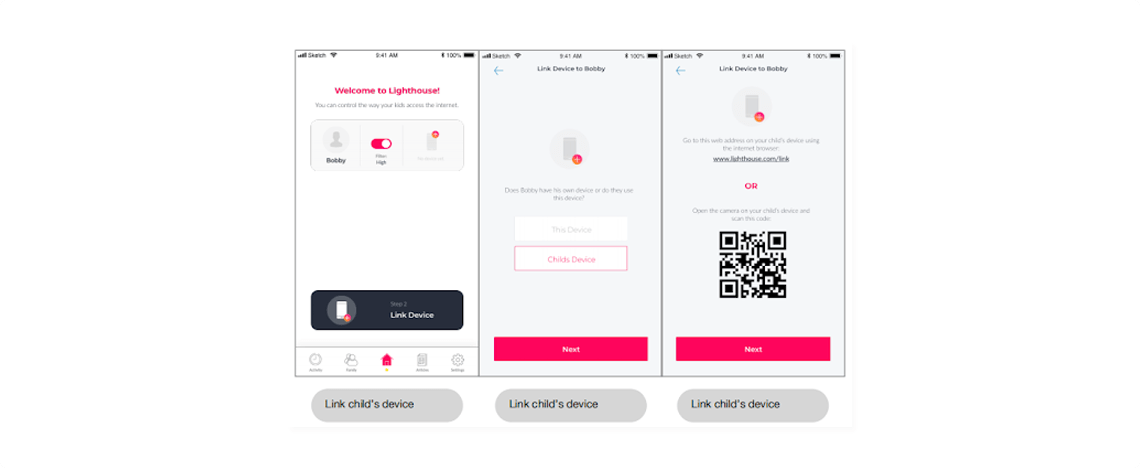 Sketch 9:41 AM 100%
Welcome to Lighthouse!
You can control the way your kids access the internet.
Bobby
Filter:
High
Step 2
Link Device
Activity Family Articles Settings
Link child's device
Sketch 9:41 AM 100%
Link Device to Bobby
Does Bobby have his own device or do they use
this device?
This Device
Childs Device
Next
Link child's device
Sketch 9:41 AM 100%
Link Device to Bobby
Go to this web address on your child's device using
the internet browser:
www.lighthouse.com/link
OR
Open the camera on your child's device and
scan this code:
Next
Link child's device